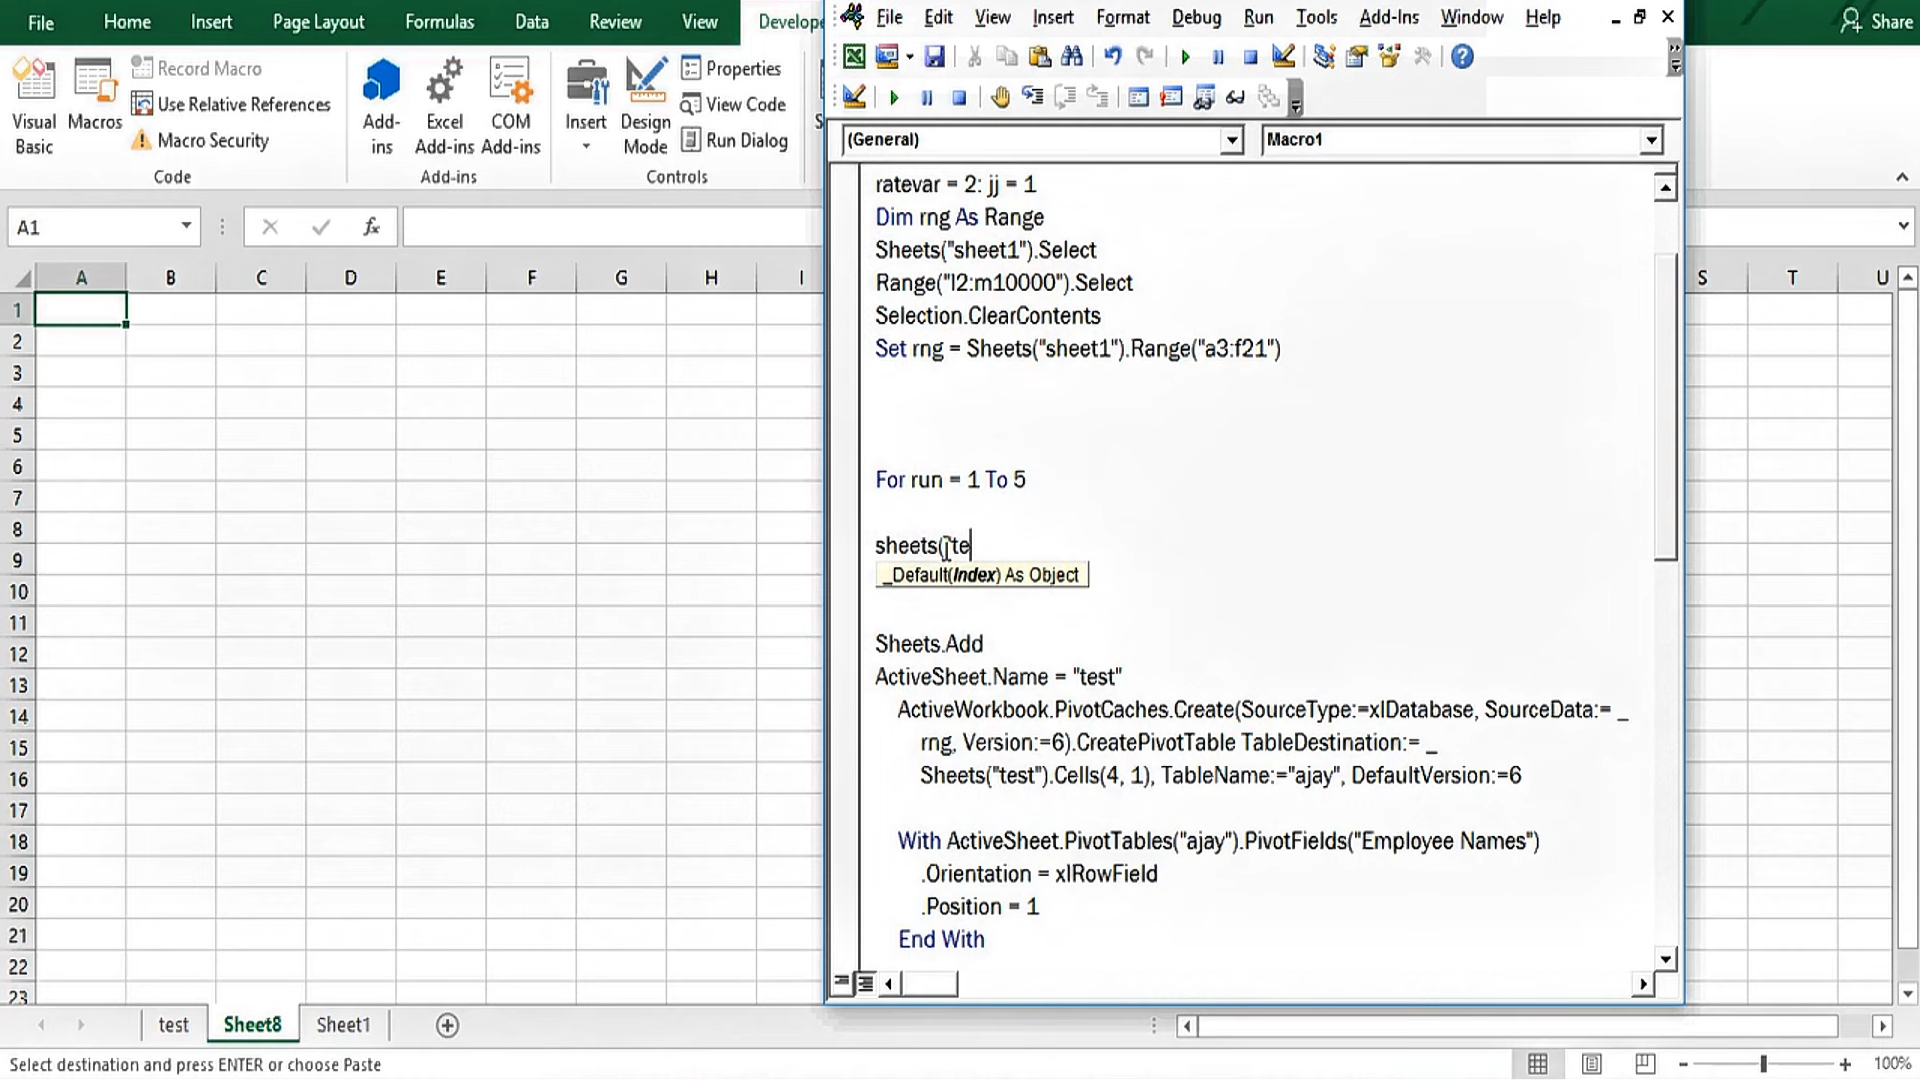 File Home Insert Page Layout Formulas Data Review View Develope
File Edit View Insert Format Debug Run Tools Add-Ins Window Help
Share
Visual Basic
Macros
Record Macro
Use Relative References
Macro Security
Code
Add-ins
Excel Add-ins
COM Add-ins
Add-ins
Insert
Design Mode
Properties
View Code
Run Dialog
Controls
(General)
Macro1
A1
fx
A B C D E F G H I S T U
1
2
3
4
5
6
7
8
9
10
11
12
13
14
15
16
17
18
19
20
21
22
23
ratevar = 2: jj = 1
Dim rng As Range
Sheets("sheet1").Select
Range("l2:m10000").Select
Selection.ClearContents
Set rng = Sheets("sheet1").Range("a3:f21")
For run = 1 To 5
sheets("te
_Default(Index) As Object
Sheets.Add
ActiveSheet.Name = "test"
ActiveWorkbook.PivotCaches.Create(SourceType:=xlDatabase, SourceData:= _
rng, Version:=6).CreatePivotTable TableDestination:= _
Sheets("test").Cells(4, 1), TableName:="ajay", DefaultVersion:=6
With ActiveSheet.PivotTables("ajay").PivotFields("Employee Names")
.Orientation = xlRowField
.Position = 1
End With
test Sheet8 Sheet1
Select destination and press ENTER or choose Paste
100%